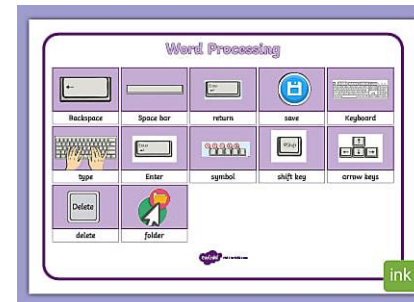 Word Processing
Backspace
Space bar
return
save
Keyboard
type
Enter
symbol
shift key
arrow keys
Delete
delete
folder
twinkl
ink